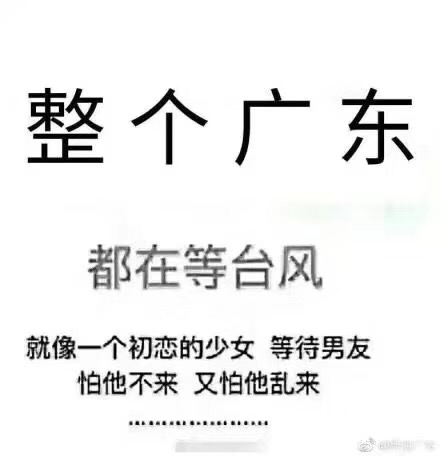 整个广东
都在等台风
就像一个初恋的少女 等待男友
怕他不来 又怕他乱来
………………